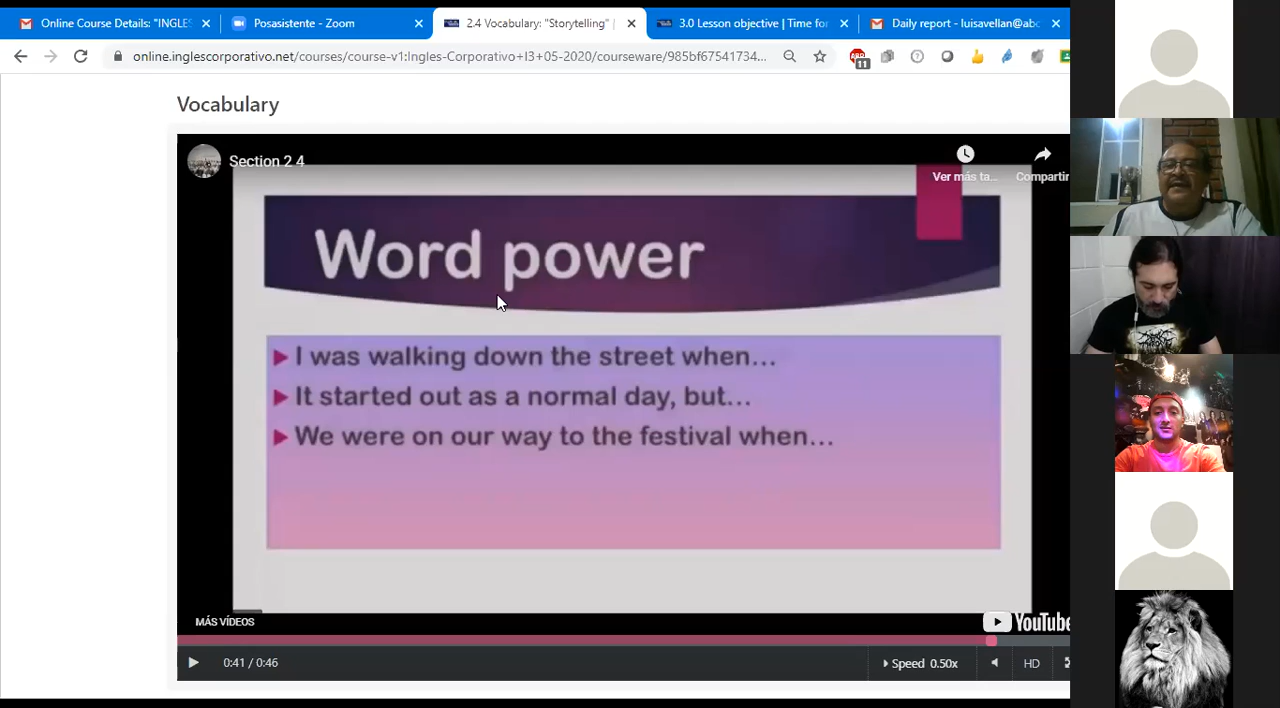 Online Course Details: "INGLES
Posasistente - Zoom
2.4 Vocabulary: "Storytelling" |
3.0 Lesson objective | Time for
Daily report - luisavellan@abc
online.inglescorporativo.net/courses/course-v1:Ingles-Corporativo+I3+05-2020/courseware/985bf67541734...
11
Vocabulary
Section 2 4
Ver más ta...
Compartir
Word power
I was walking down the street when...
It started out as a normal day, but...
We were on our way to the festival when...
MÁS VÍDEOS
YouTube
0:41 / 0:46
Speed 0.50x
HD